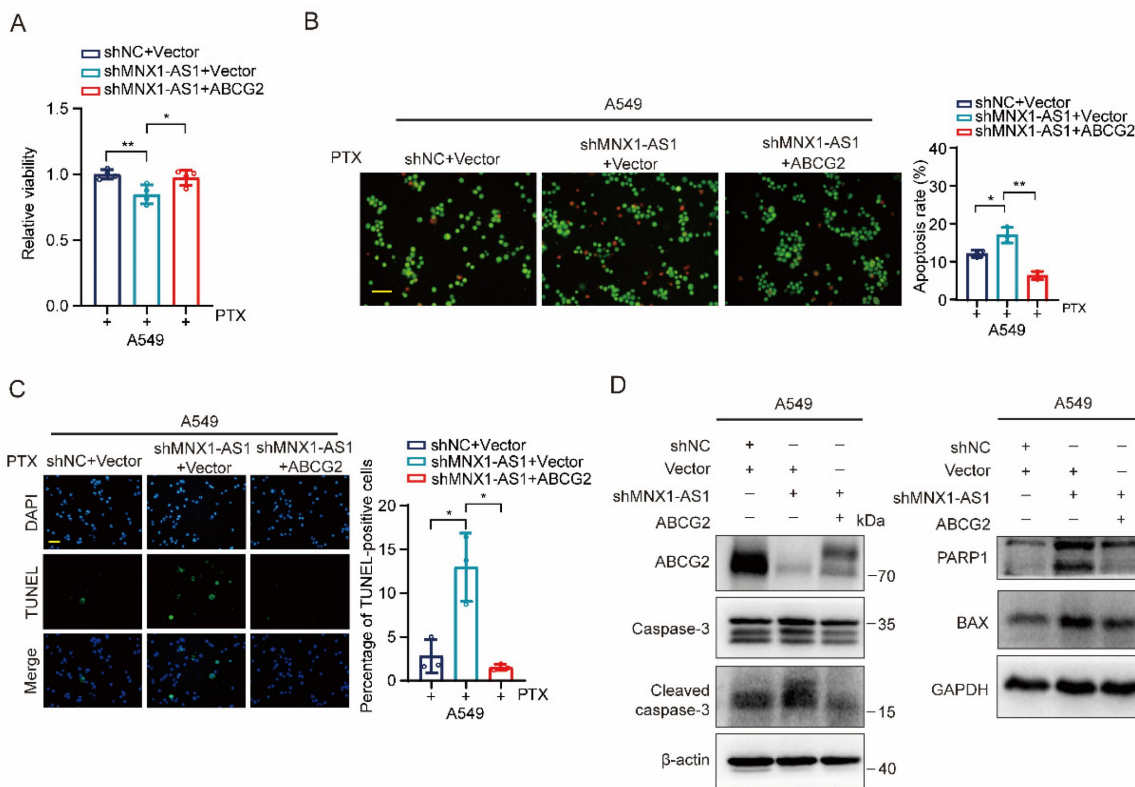 A
shNC+Vector
shMNX1-AS1+Vector
shMNX1-AS1+ABCG2
Relative viability
1.5
1.0
0.5
0.0
**
*
+ + +
PTX
A549
B
A549
PTX
shNC+Vector
shMNX1-AS1
+Vector
shMNX1-AS1
+ABCG2
shNC+Vector
shMNX1-AS1+Vector
shMNX1-AS1+ABCG2
Apoptosis rate (%)
40
30
20
10
0
*
**
+ + +
PTX
A549
C
A549
PTX
shNC+Vector
shMNX1-AS1
+Vector
shMNX1-AS1
+ABCG2
DAPI
TUNEL
Merge
shNC+Vector
shMNX1-AS1+Vector
shMNX1-AS1+ABCG2
Percentage of TUNEL-positive cells
20
15
10
5
0
*
*
+ + +
PTX
A549
D
A549
shNC + − −
Vector + + −
shMNX1-AS1 − + +
ABCG2 − − + kDa
ABCG2
−70
Caspase-3
−35
Cleaved
caspase-3
−15
β-actin
−40
A549
shNC + − −
Vector + + −
shMNX1-AS1 − + +
ABCG2 − − +
PARP1
BAX
GAPDH